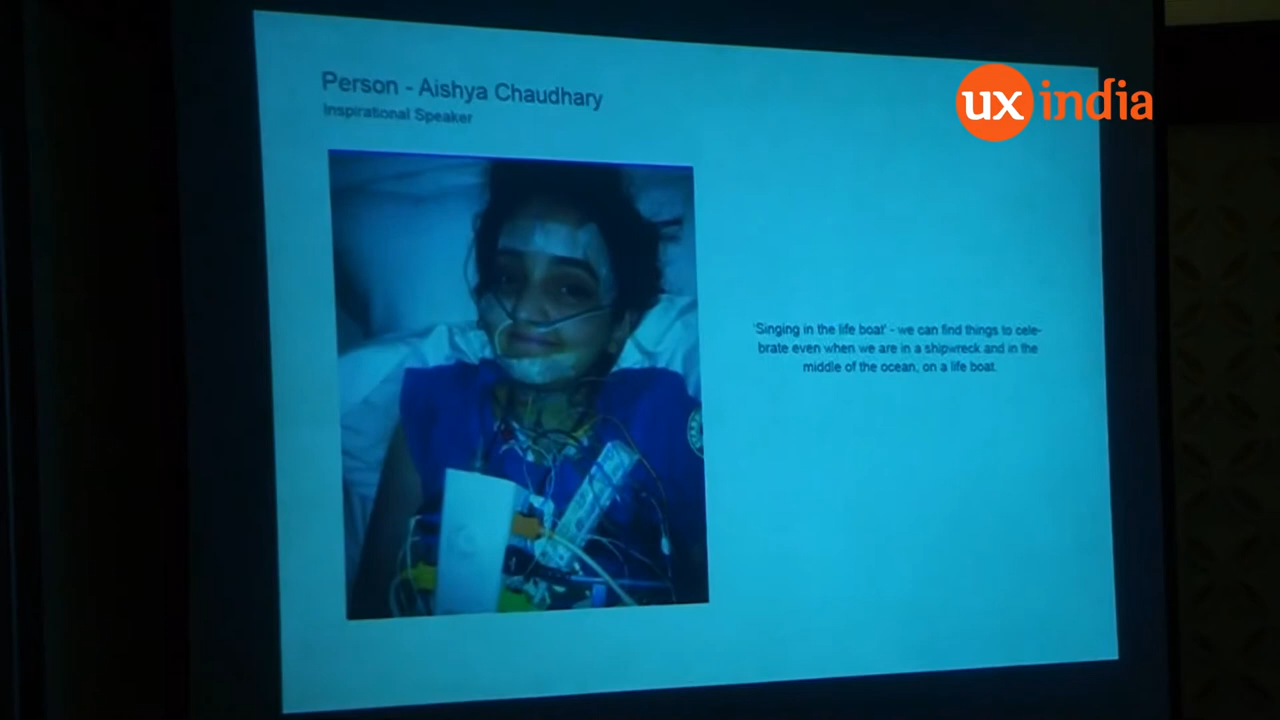 Person - Aishya Chaudhary
Inspirational Speaker
ux india
'Singing in the life boat' - we can find things to cele-
brate even when we are in a shipwreck and in the
middle of the ocean, on a life boat.